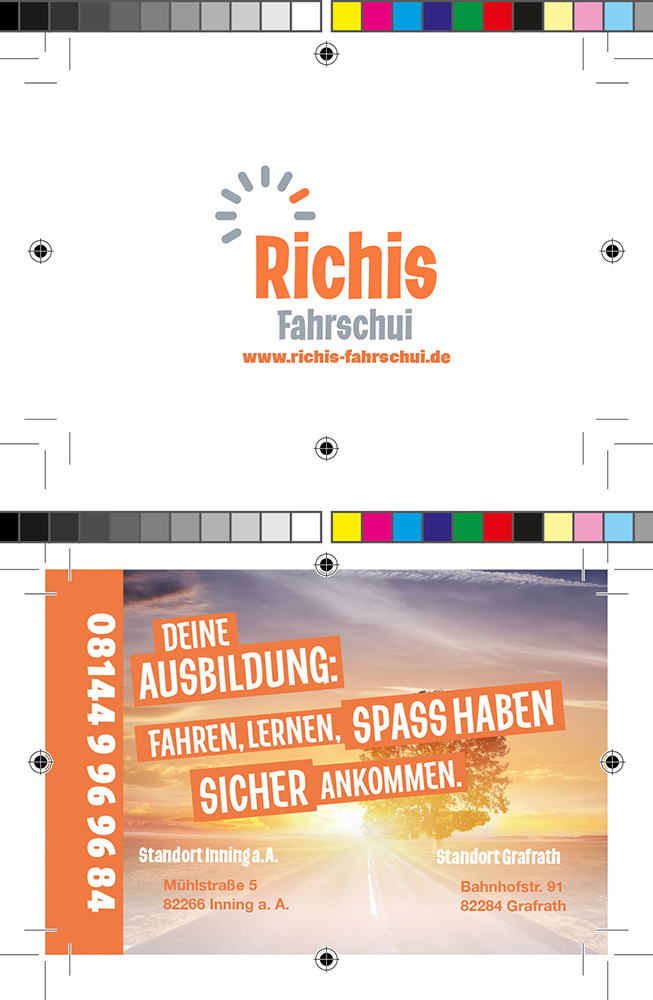 Richis
Fahrschui
www.richis-fahrschui.de
08144 9 96 96 84
DEINE
AUSBILDUNG:
FAHREN, LERNEN, SPASS HABEN
SICHER ANKOMMEN.
Standort Inning a.A.
Mühlstraße 5
82266 Inning a. A.
Standort Grafrath
Bahnhofstr. 91
82284 Grafrath